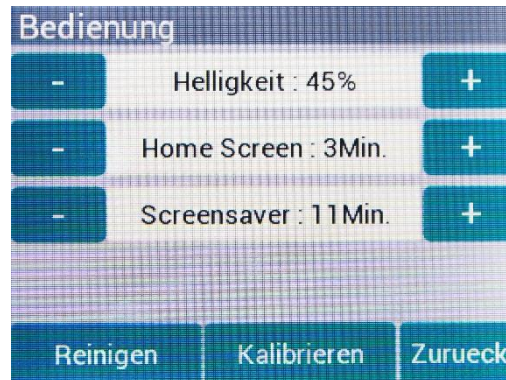 Bedienung
- Helligkeit : 45% +
- Home Screen : 3Min. +
- Screensaver : 11Min. +
Reinigen Kalibrieren Zurueck